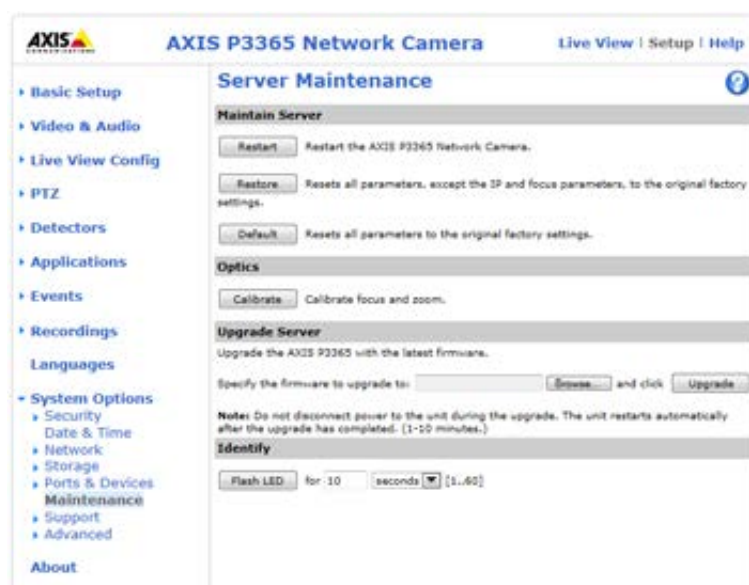 AXIS
COMMUNICATIONS
AXIS P3365 Network Camera
Live View | Setup | Help
Basic Setup
Video & Audio
Live View Config
PTZ
Detectors
Applications
Events
Recordings
Languages
System Options
Security
Date & Time
Network
Storage
Ports & Devices
Maintenance
Support
Advanced
About
Server Maintenance
?
Maintain Server
Restart Restart the AXIS P3365 Network Camera.
Restore Resets all parameters, except the IP and focus parameters, to the original factory
settings.
Default Resets all parameters to the original factory settings.
Optics
Calibrate Calibrate focus and zoom.
Upgrade Server
Upgrade the AXIS P3365 with the latest firmware.
Specify the firmware to upgrade to: Browse... and click Upgrade
Note: Do not disconnect power to the unit during the upgrade. The unit restarts automatically
after the upgrade has completed. (1-10 minutes.)
Identify
Flash LED for 10 seconds [1..60]